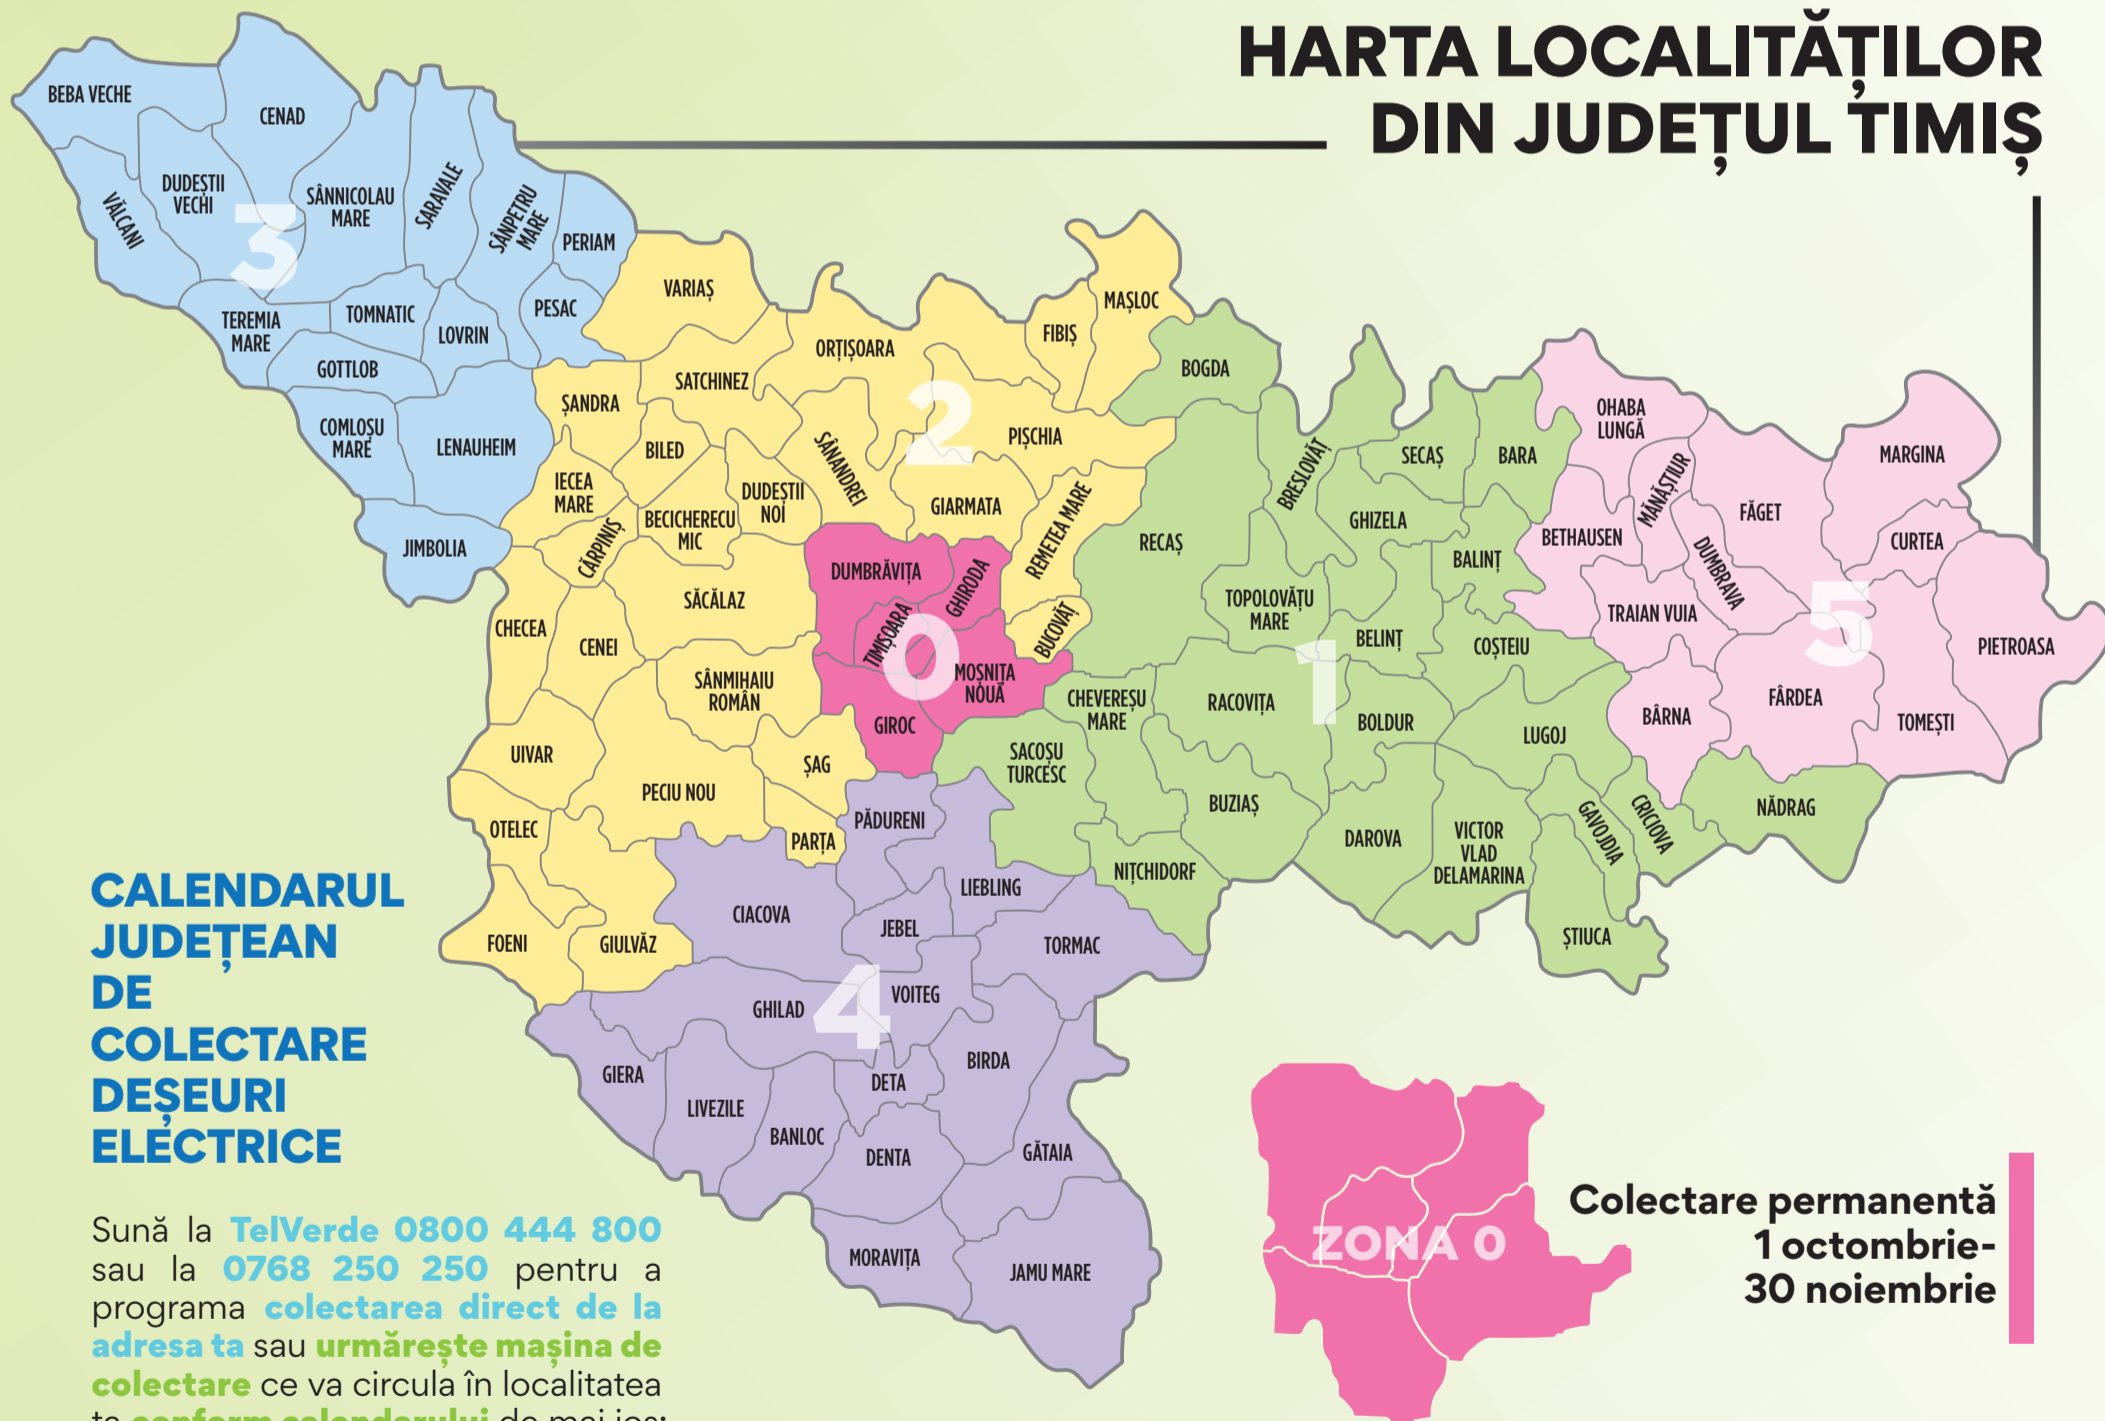 HARTA LOCALITĂȚILOR
DIN JUDEȚUL TIMIȘ
BEBA VECHE
CENAD
VĂLCANI
DUDEȘTII
VECHI
3
SÂNNICOLAU
MARE
SARAVALE
SÂNPETRU
MARE
PERIAM
TEREMIA
MARE
TOMNATIC
LOVRIN
PESAC
GOTTLOB
COMLOȘU
MARE
LENAUHEIM
JIMBOLIA
VARIAȘ
MAȘLOC
FIBIȘ
ORȚIȘOARA
SATCHINEZ
ȘANDRA
2
PIȘCHIA
BILED
SÂNANDREI
IECEA
MARE
DUDEȘTII
NOI
GIARMATA
REMETEA MARE
BECICHERECU
MIC
CĂRPINIȘ
SĂCĂLAZ
CHECEA
CENEI
BUCOVĂȚ
SÂNMIHAIU
ROMÂN
UIVAR
ȘAG
PECIU NOU
OTELEC
PARȚA
FOENI
GIULVĂZ
DUMBRĂVIȚA
GHIRODA
TIMIȘOARA
0
MOȘNIȚA
NOUĂ
GIROC
BOGDA
BRESLOVĂȚ
SECAȘ
BARA
RECAȘ
GHIZELA
BALINȚ
TOPOLOVĂȚU
MARE
BELINȚ
COȘTEIU
1
CHEVEREȘU
MARE
RACOVIȚA
BOLDUR
LUGOJ
SACOȘU
TURCESC
BUZIAȘ
NIȚCHIDORF
DAROVA
VICTOR
VLAD
DELAMARINA
GAVOJDIA
CRICIOVA
NĂDRAG
ȘTIUCA
OHABA
LUNGĂ
MĂNĂȘTIUR
MARGINA
FĂGET
BETHAUSEN
CURTEA
DUMBRAVA
TRAIAN VUIA
5
PIETROASA
BÂRNA
FÂRDEA
TOMEȘTI
PĂDURENI
LIEBLING
CIACOVA
JEBEL
TORMAC
4
GHILAD
VOITEG
GIERA
DETA
BIRDA
LIVEZILE
BANLOC
DENTA
GĂTAIA
MORAVIȚA
JAMU MARE
CALENDARUL
JUDEȚEAN
DE
COLECTARE
DEȘEURI
ELECTRICE
Sună la TelVerde 0800 444 800
sau la 0768 250 250 pentru a
programa colectarea direct de la
adresa ta sau urmărește mașina de
colectare ce va circula în localitatea
ta conform calendarului de mai jos:
ZONA 0
Colectare permanentă
1 octombrie-
30 noiembrie